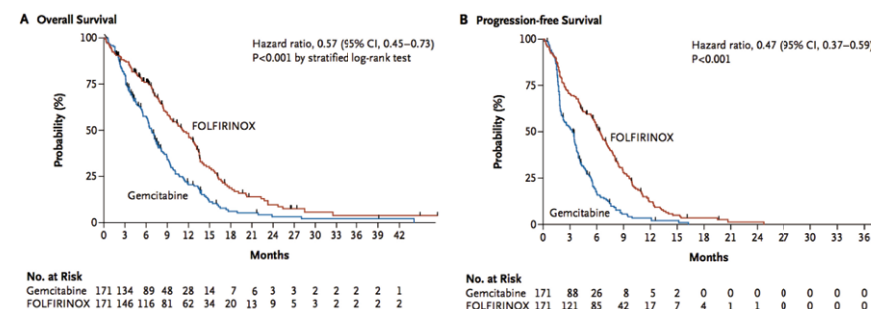 A Overall Survival
100
75
50
25
0
Probability (%)
Hazard ratio, 0.57 (95% CI, 0.45–0.73)
P<0.001 by stratified log-rank test
FOLFIRINOX
Gemcitabine
0 3 6 9 12 15 18 21 24 27 30 33 36 39 42
Months
No. at Risk
Gemcitabine 171 134 89 48 28 14 7 6 3 3 2 2 2 2 1
FOLFIRINOX 171 146 116 81 62 34 20 13 9 5 3 2 2 2 2
B Progression-free Survival
100
75
50
25
0
Probability (%)
Hazard ratio, 0.47 (95% CI, 0.37–0.59)
P<0.001
FOLFIRINOX
Gemcitabine
0 3 6 9 12 15 18 21 24 27 30 33 36
Months
No. at Risk
Gemcitabine 171 88 26 8 5 2 0 0 0 0 0 0 0
FOLFIRINOX 171 121 85 42 17 7 4 1 1 0 0 0 0